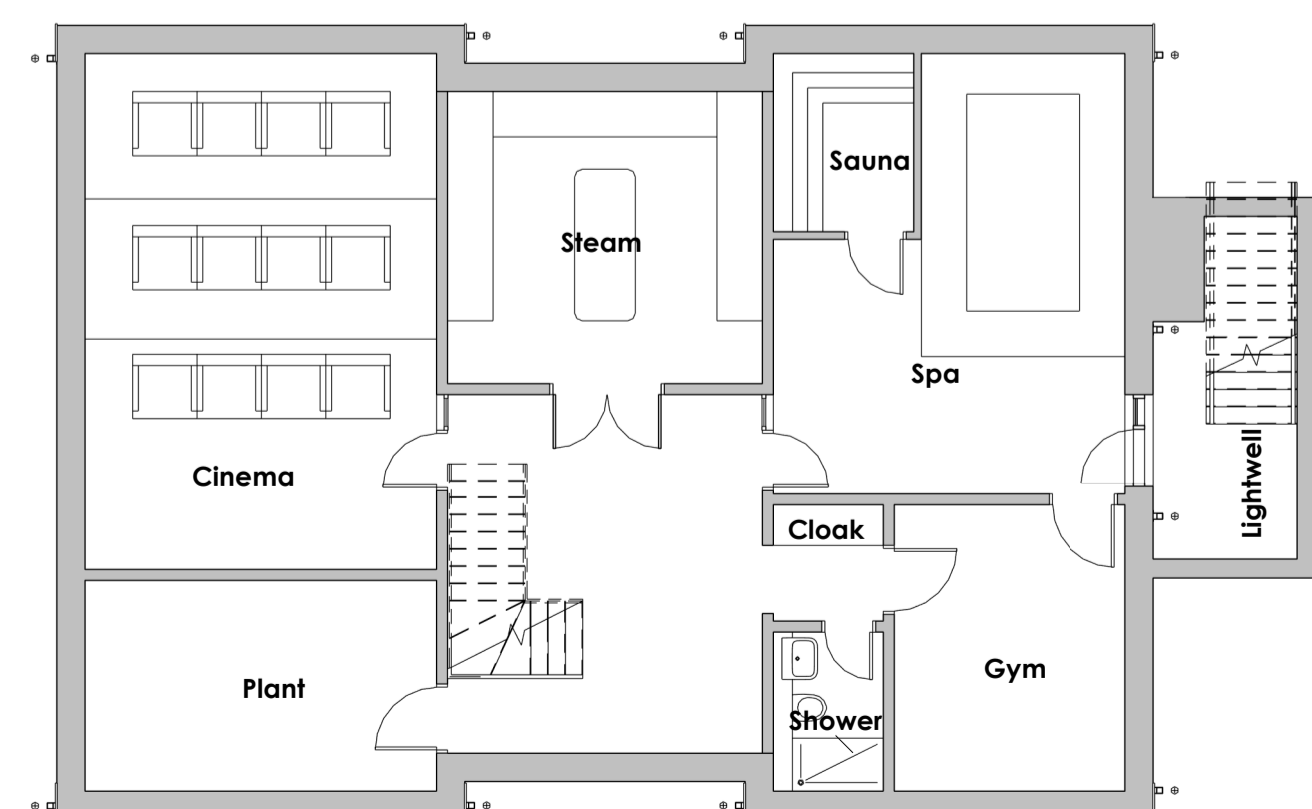 Sauna
Steam
Spa
Cinema
Lightwell
Cloak
Gym
Plant
Shower